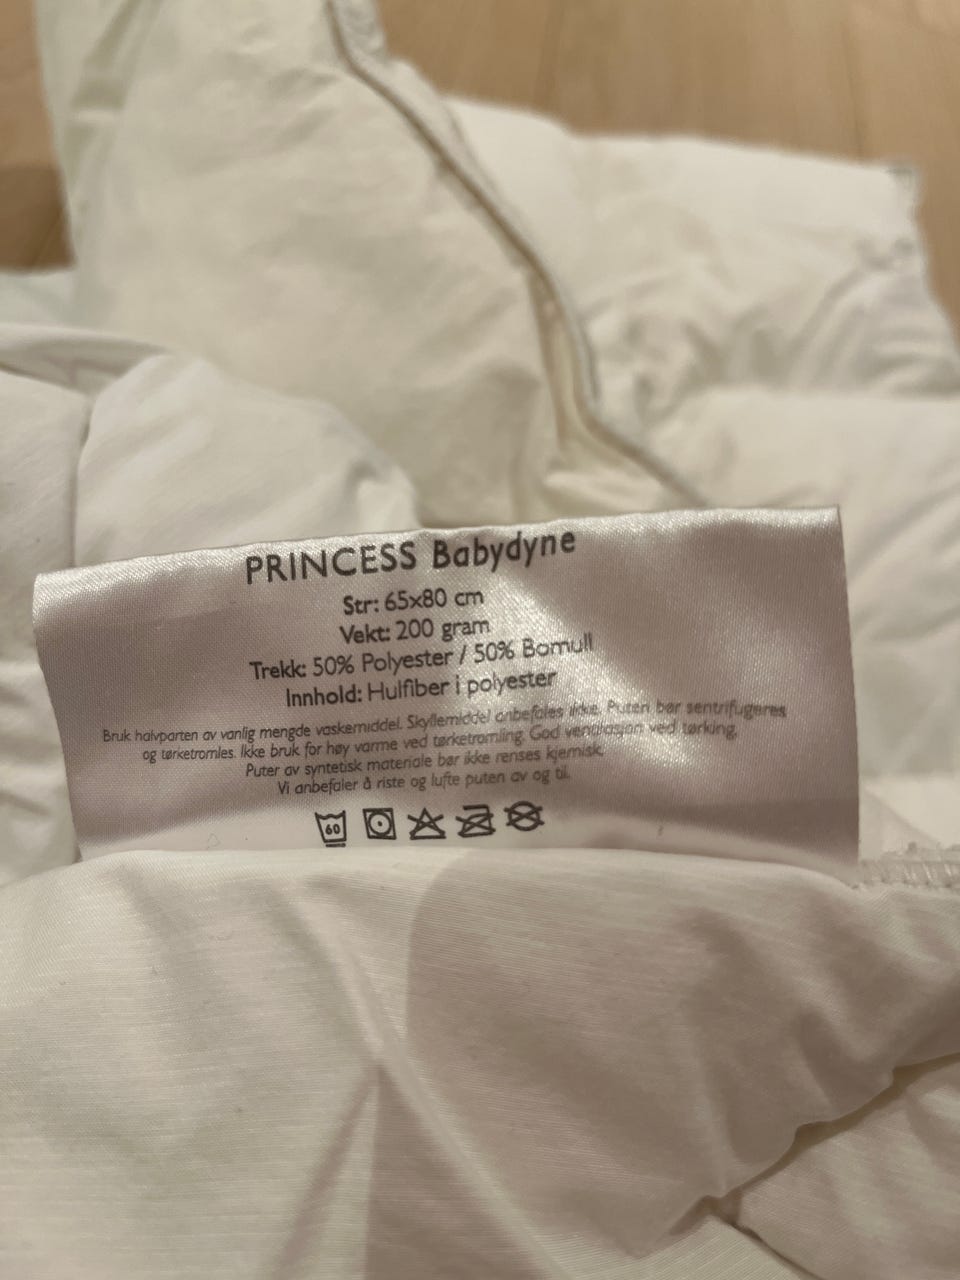 PRINCESS Babydyne
Str: 65x80 cm
Vekt: 200 gram
Trekk: 50% Polyester / 50% Bomull
Innhold: Hulfiber i polyester
Bruk halvparten av vanlig mengde vaskemiddel. Skyllemiddel anbefales ikke. Puten bør sentrifugeres
og tørketromles. Ikke bruk for høy varme ved tørketromling. God ventilasjon ved tørking.
Puter av syntetisk materiale bør ikke renses kjemisk.
Vi anbefaler å riste og lufte puten av og til.
60